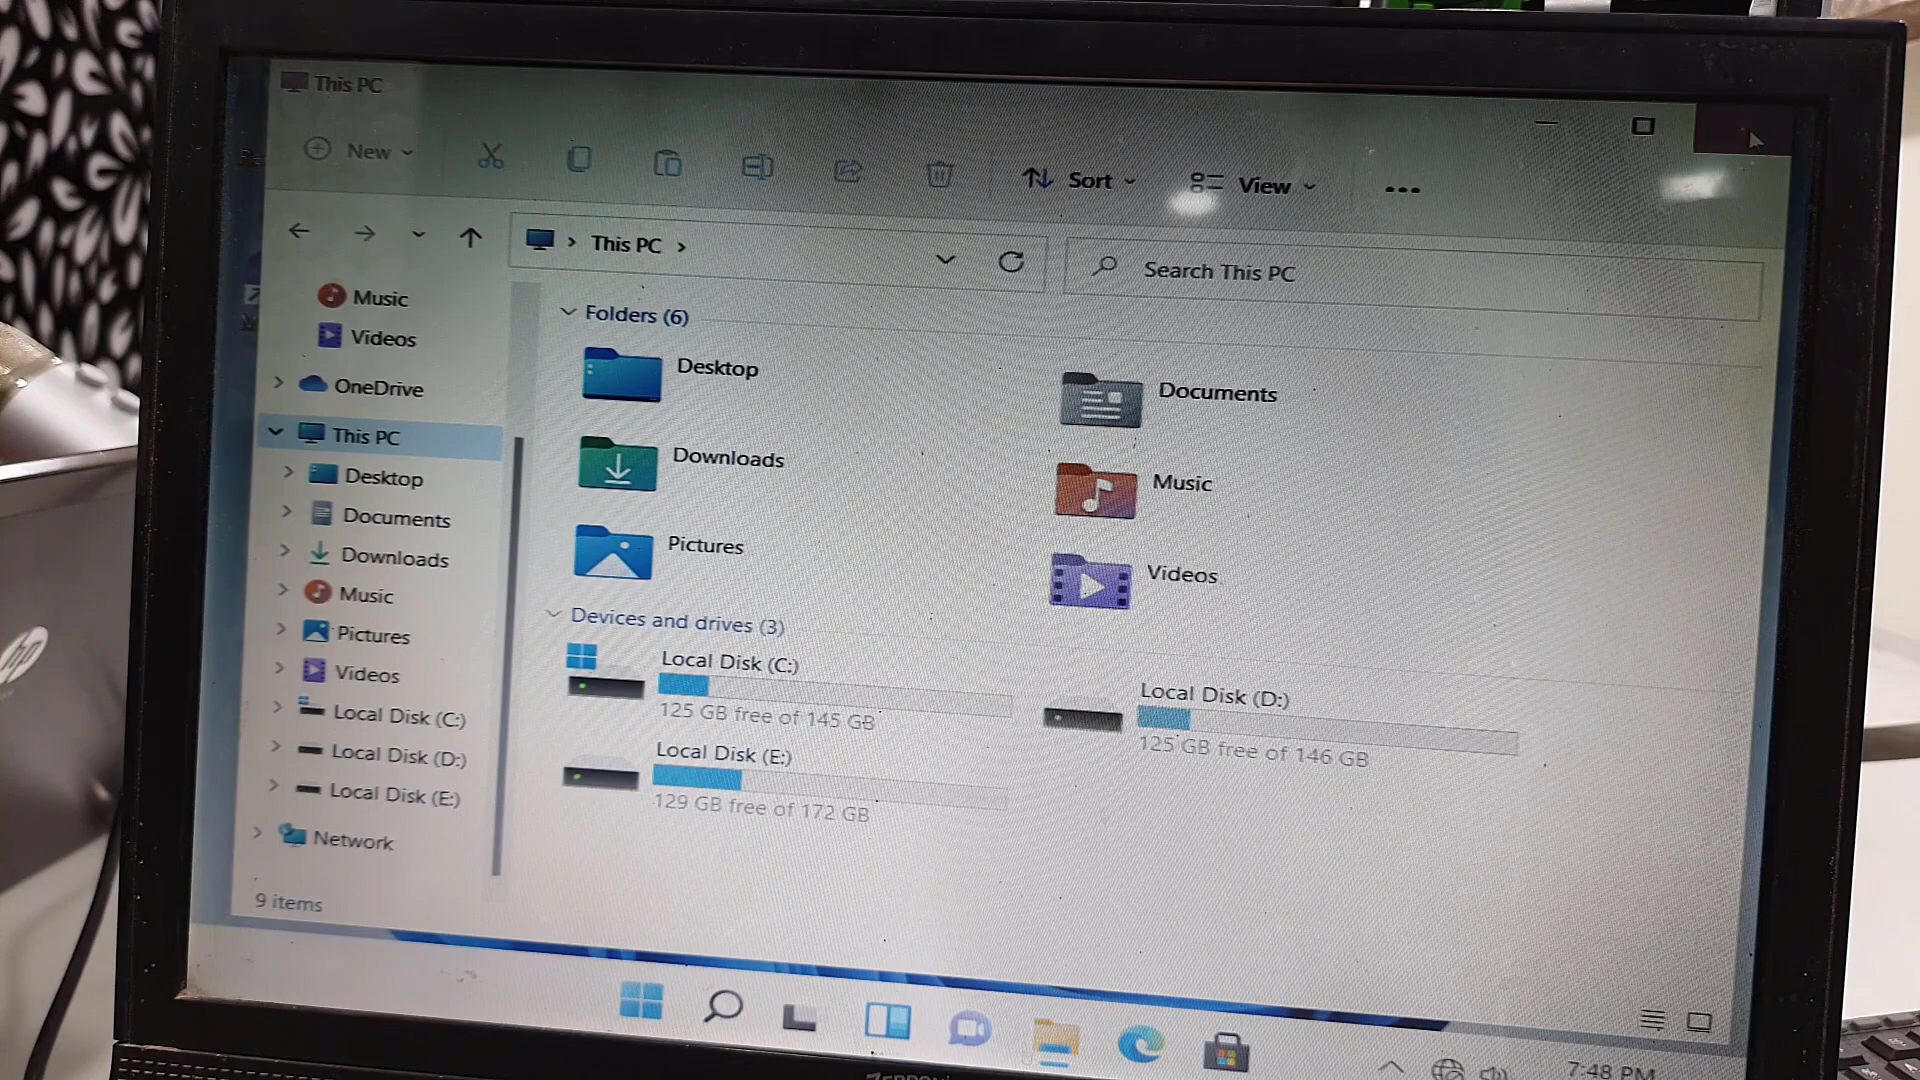 This PC
New
Sort
View
This PC
Search This PC
Music
Videos
OneDrive
This PC
Desktop
Documents
Downloads
Music
Pictures
Videos
Local Disk (C:)
Local Disk (D:)
Local Disk (E:)
Network
Folders (6)
Desktop
Documents
Downloads
Music
Pictures
Videos
Devices and drives (3)
Local Disk (C:)
125 GB free of 145 GB
Local Disk (D:)
125 GB free of 146 GB
Local Disk (E:)
129 GB free of 172 GB
9 items
7:48 PM
hp